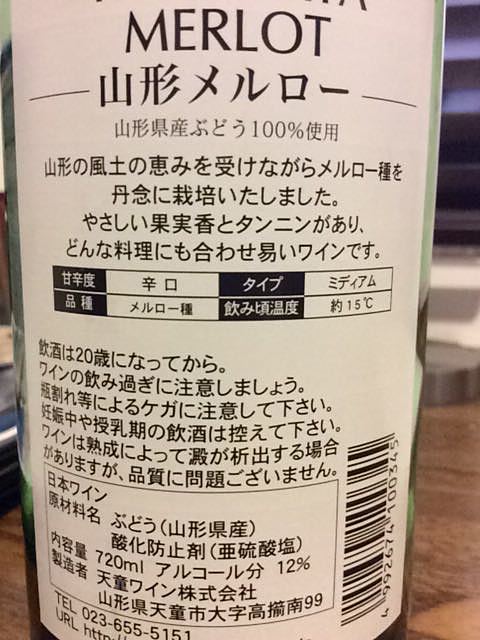 MERLOT
山形メルロー
山形県産ぶどう100%使用
山形の風土の恵みを受けながらメルロー種を
丹念に栽培いたしました。
やさしい果実香とタンニンがあり、
どんな料理にも合わせ易いワインです。
甘辛度 辛口 タイプ ミディアム
品種 メルロー種 飲み頃温度 約15℃
飲酒は20歳になってから。
ワインの飲み過ぎに注意しましょう。
瓶割れ等によるケガに注意して下さい。
妊娠中や授乳期の飲酒は控えて下さい。
ワインは熟成によって澱が析出する場合
がありますが、品質に問題ございません。
日本ワイン
原材料名 ぶどう(山形県産)
酸化防止剤(亜硫酸塩)
内容量 720ml アルコール分 12%
製造者 天童ワイン株式会社
山形県天童市大字高擶南99
TEL 023-655-5151
URL http:/
4992674100345